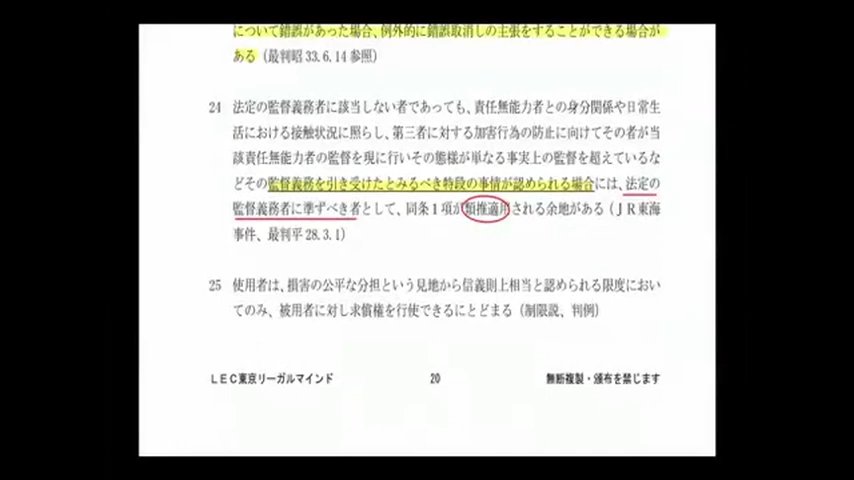 について錯誤があった場合、例外的に錯誤取消しの主張をすることができる場合が
ある（最判昭 33.6.14 参照）
24 法定の監督義務者に該当しない者であっても、責任無能力者との身分関係や日常生
活における接触状況に照らし、第三者に対する加害行為の防止に向けてその者が当
該責任無能力者の監督を現に行いその態様が単なる事実上の監督を超えているな
どその監督義務を引き受けたとみるべき特段の事情が認められる場合には、法定の
監督義務者に準ずべき者として、同条１項が類推適用される余地がある（ＪＲ東海
事件、最判平 28.3.1）
25 使用者は、損害の公平な分担という見地から信義則上相当と認められる限度におい
てのみ、被用者に対し求償権を行使できるにとどまる（制限説、判例）
ＬＥＣ東京リーガルマインド 20 無断複製・頒布を禁じます